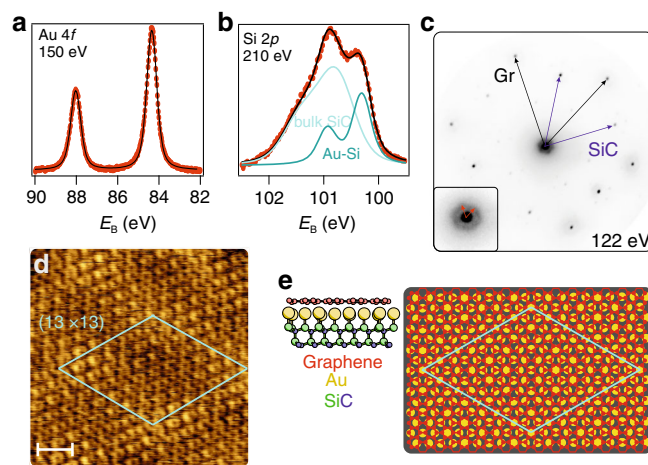 a
Au 4f
150 eV
90 88 86 84 82
E_B (eV)
b
Si 2p
210 eV
bulk SiC
Au-Si
102 101 100
E_B (eV)
c
Gr
SiC
122 eV
d
(13 ×13)
e
Graphene
Au
SiC